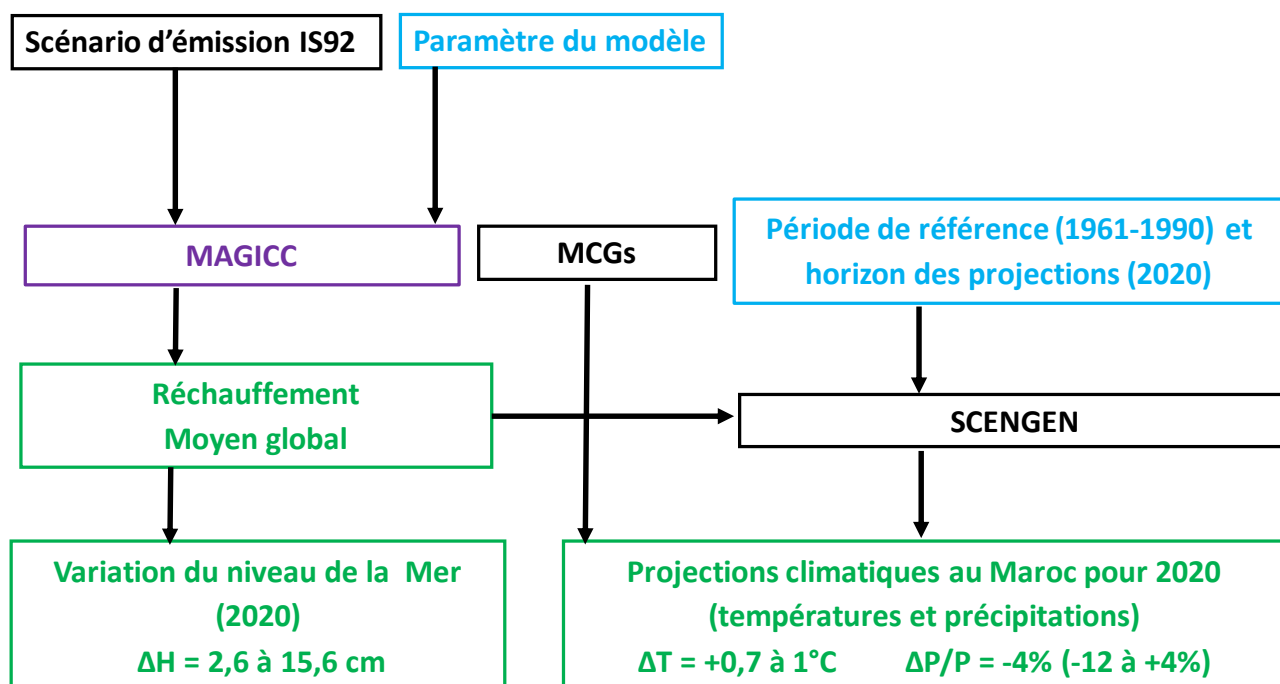 Scénario d'émission IS92
Paramètre du modèle
MAGICC
MCGs
Période de référence (1961-1990) et
horizon des projections (2020)
Réchauffement
Moyen global
SCENGEN
Variation du niveau de la Mer
(2020)
ΔH = 2,6 à 15,6 cm
Projections climatiques au Maroc pour 2020
(températures et précipitations)
ΔT = +0,7 à 1°C ΔP/P = -4% (-12 à +4%)